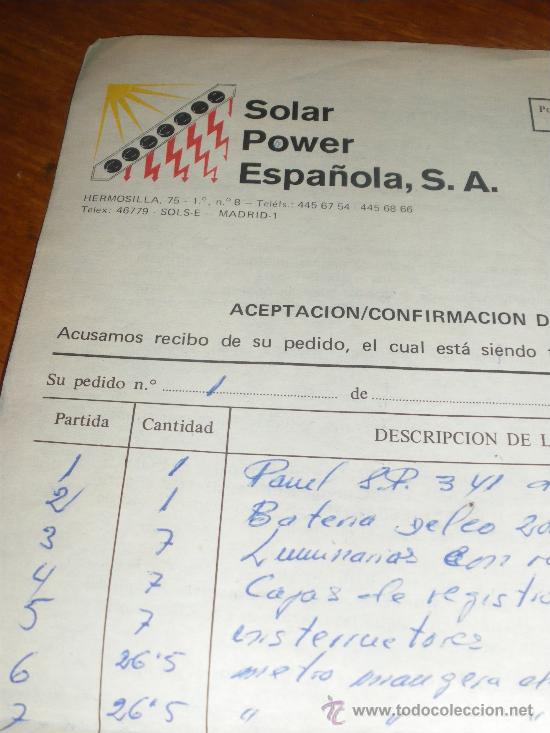 Solar
Power
Española, S. A.
HERMOSILLA, 75 - 1.º, n.º 8 - Teléfs.: 445 67 54 - 445 68 66
Telex: 46779 - SOLS-E - MADRID-1
ACEPTACION/CONFIRMACION D
Acusamos recibo de su pedido, el cual está siendo
Su pedido n.º 1 de
Partida Cantidad DESCRIPCION DE L
1 1 Panel S.P. 341
2 1 Bateria Delco 20
3 7 Luminarias con
4 7 Cajas de registro
5 7 interruetores
6 26'5 metro manguera
7 26'5 " " "
www.todocoleccion.net